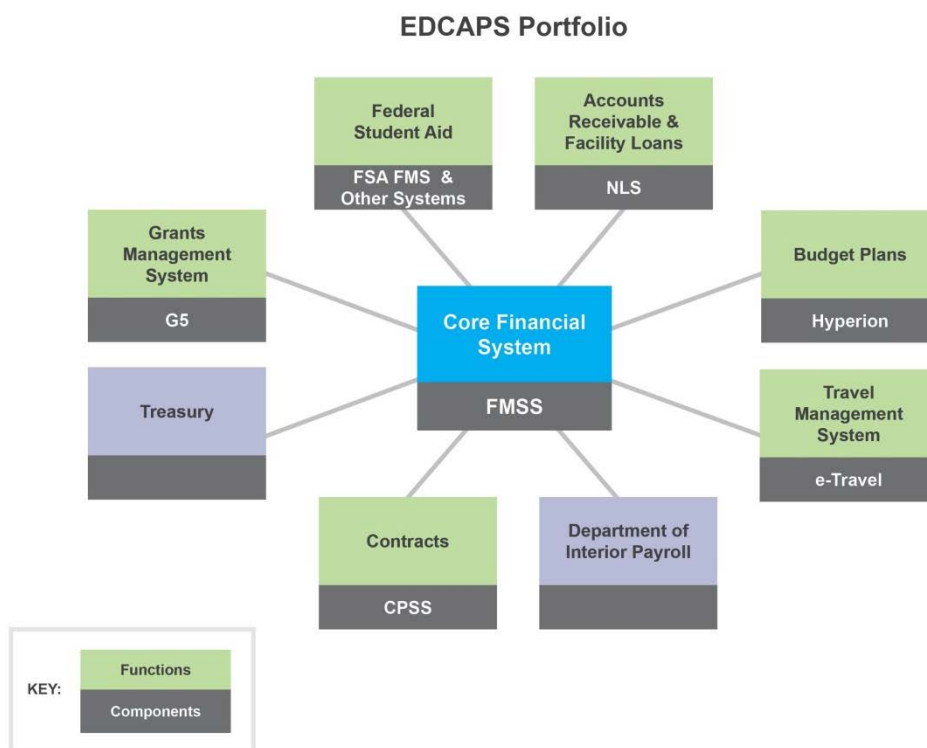 EDCAPS Portfolio
Federal
Student Aid
FSA FMS &
Other Systems
Accounts
Receivable &
Facility Loans
NLS
Grants
Management
System
G5
Budget Plans
Hyperion
Core Financial
System
FMSS
Treasury
Travel
Management
System
e-Travel
Contracts
CPSS
Department of
Interior Payroll
KEY:
Functions
Components